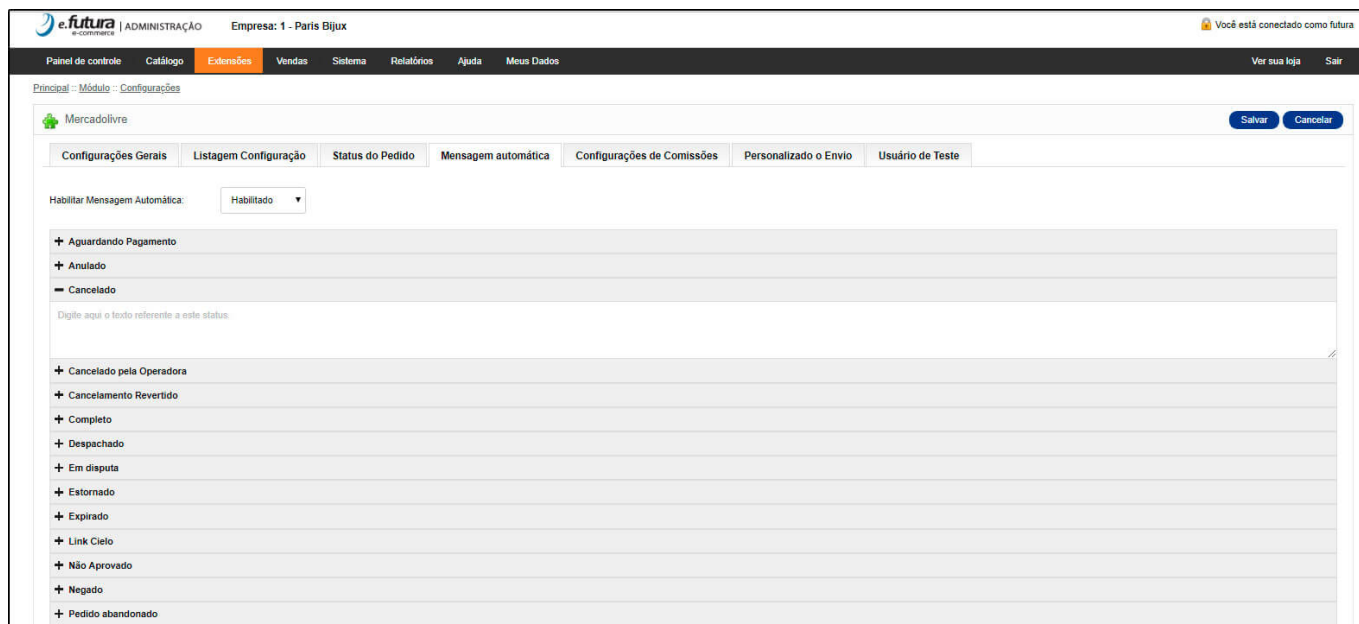 e.futura | ADMINISTRAÇÃO Empresa: 1 - Paris Bijux Você está conectado como futura
e-commerce
Painel de controle Catálogo Extensões Vendas Sistema Relatórios Ajuda Meus Dados Ver sua loja Sair
Principal :: Módulo :: Configurações
Mercadolivre Salvar Cancelar
Configurações Gerais Listagem Configuração Status do Pedido Mensagem automática Configurações de Comissões Personalizado o Envio Usuário de Teste
Habilitar Mensagem Automática: Habilitado
Aguardando Pagamento
Anulado
Cancelado
Digite aqui o texto referente a este status
Cancelado pela Operadora
Cancelamento Revertido
Completo
Despachado
Em disputa
Estornado
Expirado
Link Cielo
Não Aprovado
Negado
Pedido abandonado